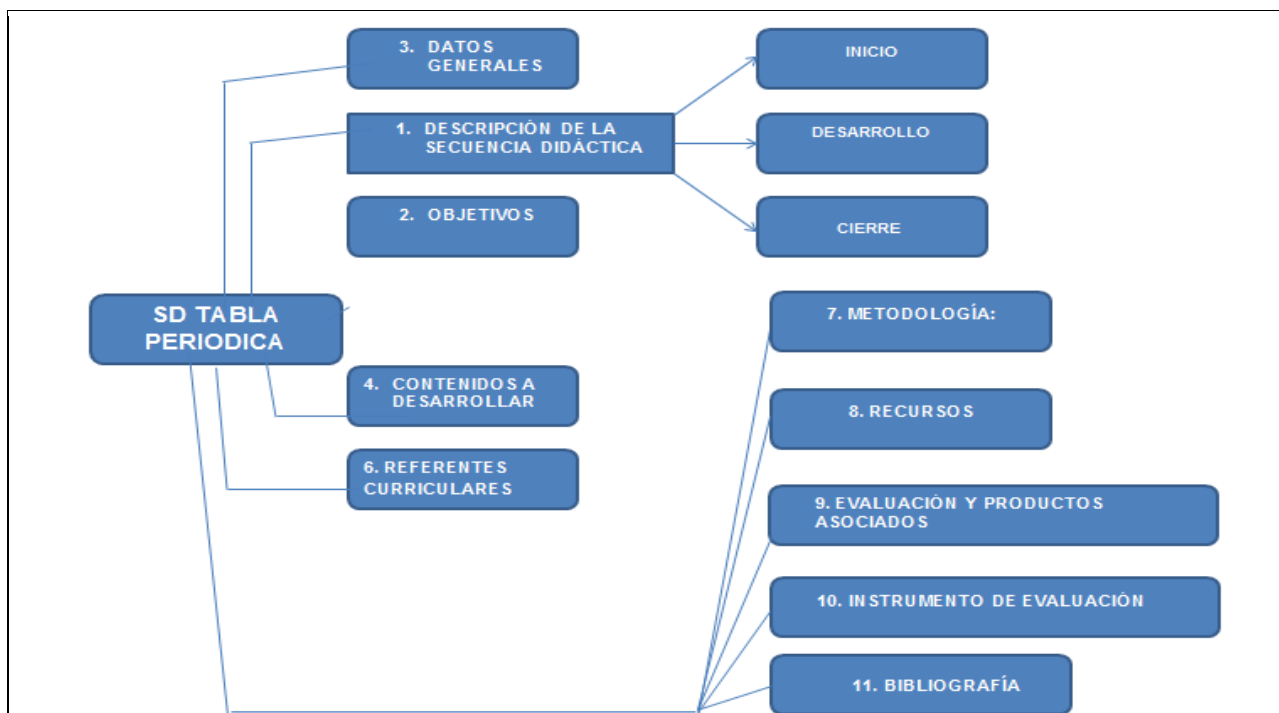 3. DATOS
GENERALES
1. DESCRIPCIÓN DE LA
SECUENCIA DIDÁCTICA
2. OBJETIVOS
SD TABLA
PERIODICA
4. CONTENIDOS A
DESARROLLAR
6. REFERENTES
CURRICULARES
INICIO
DESARROLLO
CIERRE
7. METODOLOGÍA:
8. RECURSOS
9. EVALUACIÓN Y PRODUCTOS
ASOCIADOS
10. INSTRUMENTO DE EVALUACIÓN
11. BIBLIOGRAFÍA